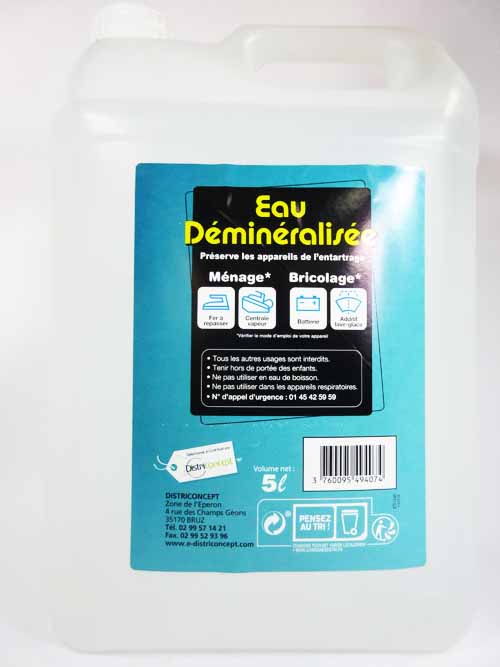 Eau
Déminéralisée
Préserve les appareils de l'entartrage
Ménage* Bricolage*
Fer à repasser
Centrale vapeur
Batterie
Additif lave-glace
*Vérifier le mode d'emploi de votre appareil
• Tous les autres usages sont interdits.
• Tenir hors de portée des enfants.
• Ne pas utiliser en eau de boisson.
• Ne pas utiliser dans les appareils respiratoires.
• N° d'appel d'urgence : 01 45 42 59 59
Districoncept
Volume net :
5ℓ
3 760095 494074
DISTRICONCEPT
Zone de l'Eperon
4 rue des Champs Géons
35170 BRUZ
Tél. 02 99 57 14 21
Fax. 02 99 52 93 96
www.e-districoncept.com
PENSEZ
AU TRI !